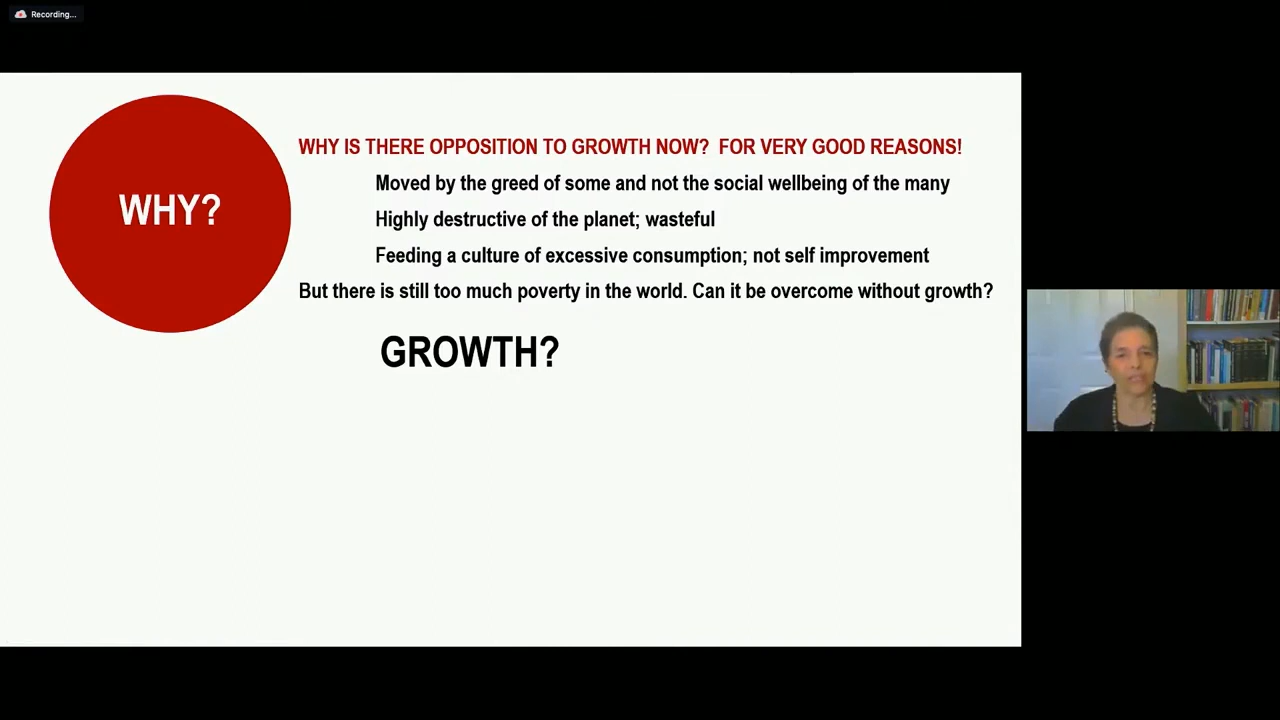 Recording...
WHY?
WHY IS THERE OPPOSITION TO GROWTH NOW? FOR VERY GOOD REASONS!
Moved by the greed of some and not the social wellbeing of the many
Highly destructive of the planet; wasteful
Feeding a culture of excessive consumption; not self improvement
But there is still too much poverty in the world. Can it be overcome without growth?
GROWTH?